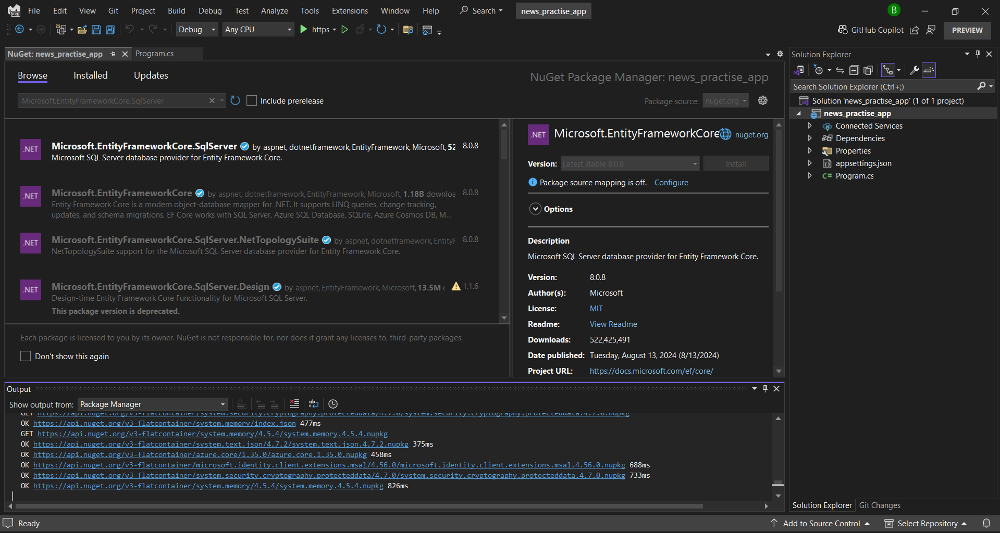 File Edit View Git Project Build Debug Test Analyze Tools Extensions Window Help Search news_practise_app B
PRE
Debug Any CPU https GitHub Copilot PREVIEW
NuGet: news_practise_app Program.cs
Browse Installed Updates
NuGet Package Manager: news_practise_app
Microsoft.EntityFrameworkCore.SqlServer Include prerelease Package source: nuget.org
.NET
Microsoft.EntityFrameworkCore.SqlServer by aspnet, dotnetframework, EntityFramework, Microsoft, 52 8.0.8
Microsoft SQL Server database provider for Entity Framework Core.
.NET
Microsoft.EntityFrameworkCore by aspnet, dotnetframework, EntityFramework, Microsoft, 1.18B downloa 8.0.8
Entity Framework Core is a modern object-database mapper for .NET. It supports LINQ queries, change tracking,
updates, and schema migrations. EF Core works with SQL Server, Azure SQL Database, SQLite, Azure Cosmos DB, M...
.NET
Microsoft.EntityFrameworkCore.SqlServer.NetTopologySuite by aspnet, dotnetframework, EntityF 8.0.8
NetTopologySuite support for the Microsoft SQL Server database provider for Entity Framework Core.
.NET
Microsoft.EntityFrameworkCore.SqlServer.Design by aspnet, EntityFramework, Microsoft, 13.5M 1.1.6
Design-time Entity Framework Core Functionality for Microsoft SQL Server.
This package version is deprecated.
Each package is licensed to you by its owner. NuGet is not responsible for, nor does it grant any licenses to, third-party packages.
Don't show this again
.NET
Microsoft.EntityFrameworkCore nuget.org
Version: Latest stable 8.0.8 Install
Package source mapping is off. Configure
Options
Description
Microsoft SQL Server database provider for Entity Framework Core.
Version: 8.0.8
Author(s): Microsoft
License: MIT
Readme: View Readme
Downloads: 522,425,491
Date published: Tuesday, August 13, 2024 (8/13/2024)
Project URL: https://docs.microsoft.com/ef/core/
Output
Show output from: Package Manager
GET https://api.nuget.org/v3-flatcontainer/system.security.cryptography.protecteddata/4.7.0/system.security.cryptography.protecteddata.4.7.0.nupkg
OK https://api.nuget.org/v3-flatcontainer/system.memory/index.json 477ms
GET https://api.nuget.org/v3-flatcontainer/system.memory/4.5.4/system.memory.4.5.4.nupkg
OK https://api.nuget.org/v3-flatcontainer/system.text.json/4.7.2/system.text.json.4.7.2.nupkg 375ms
OK https://api.nuget.org/v3-flatcontainer/azure.core/1.35.0/azure.core.1.35.0.nupkg 458ms
OK https://api.nuget.org/v3-flatcontainer/microsoft.identity.client.extensions.msal/4.56.0/microsoft.identity.client.extensions.msal.4.56.0.nupkg 688ms
OK https://api.nuget.org/v3-flatcontainer/system.security.cryptography.protecteddata/4.7.0/system.security.cryptography.protecteddata.4.7.0.nupkg 733ms
OK https://api.nuget.org/v3-flatcontainer/system.memory/4.5.4/system.memory.4.5.4.nupkg 826ms
Solution Explorer
Search Solution Explorer (Ctrl+;)
Solution 'news_practise_app' (1 of 1 project)
news_practise_app
Connected Services
Dependencies
Properties
appsettings.json
C# Program.cs
Solution Explorer Git Changes
Ready Add to Source Control Select Repository